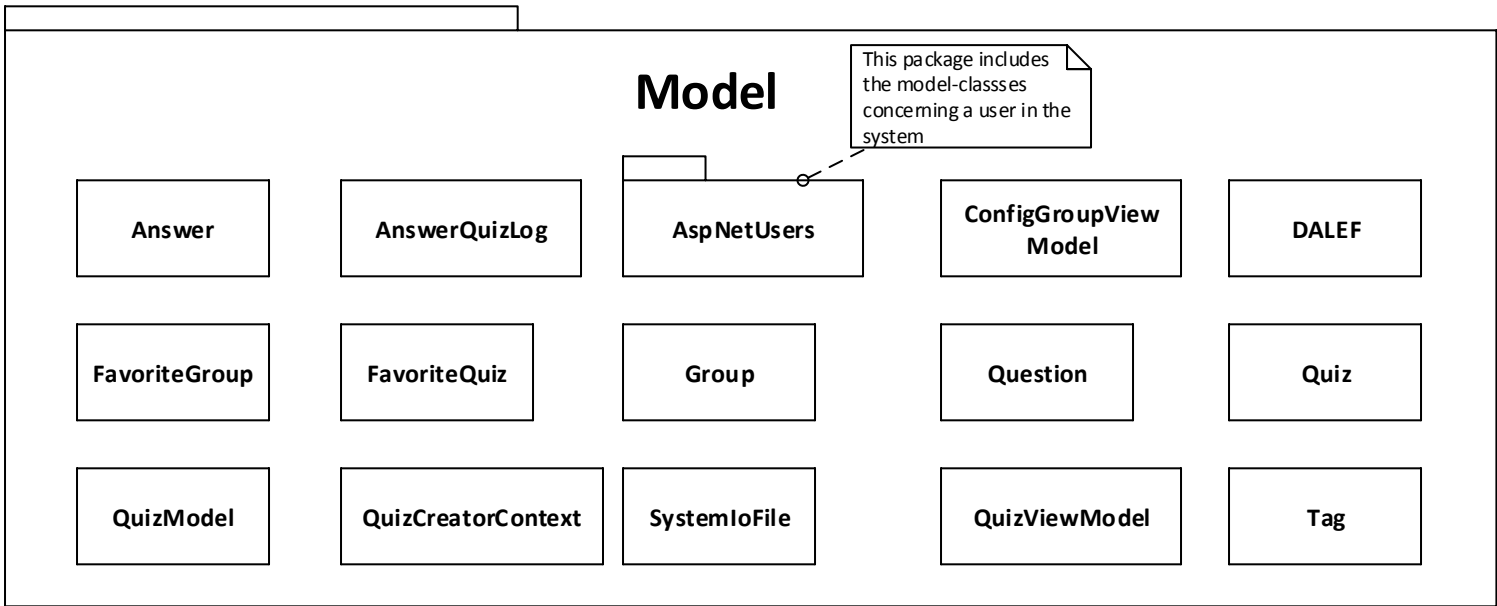 Model
This package includes
the model-classses
concerning a user in the
system
Answer
AnswerQuizLog
AspNetUsers
ConfigGroupView
Model
DALEF
FavoriteGroup
FavoriteQuiz
Group
Question
Quiz
QuizModel
QuizCreatorContext
SystemIoFile
QuizViewModel
Tag